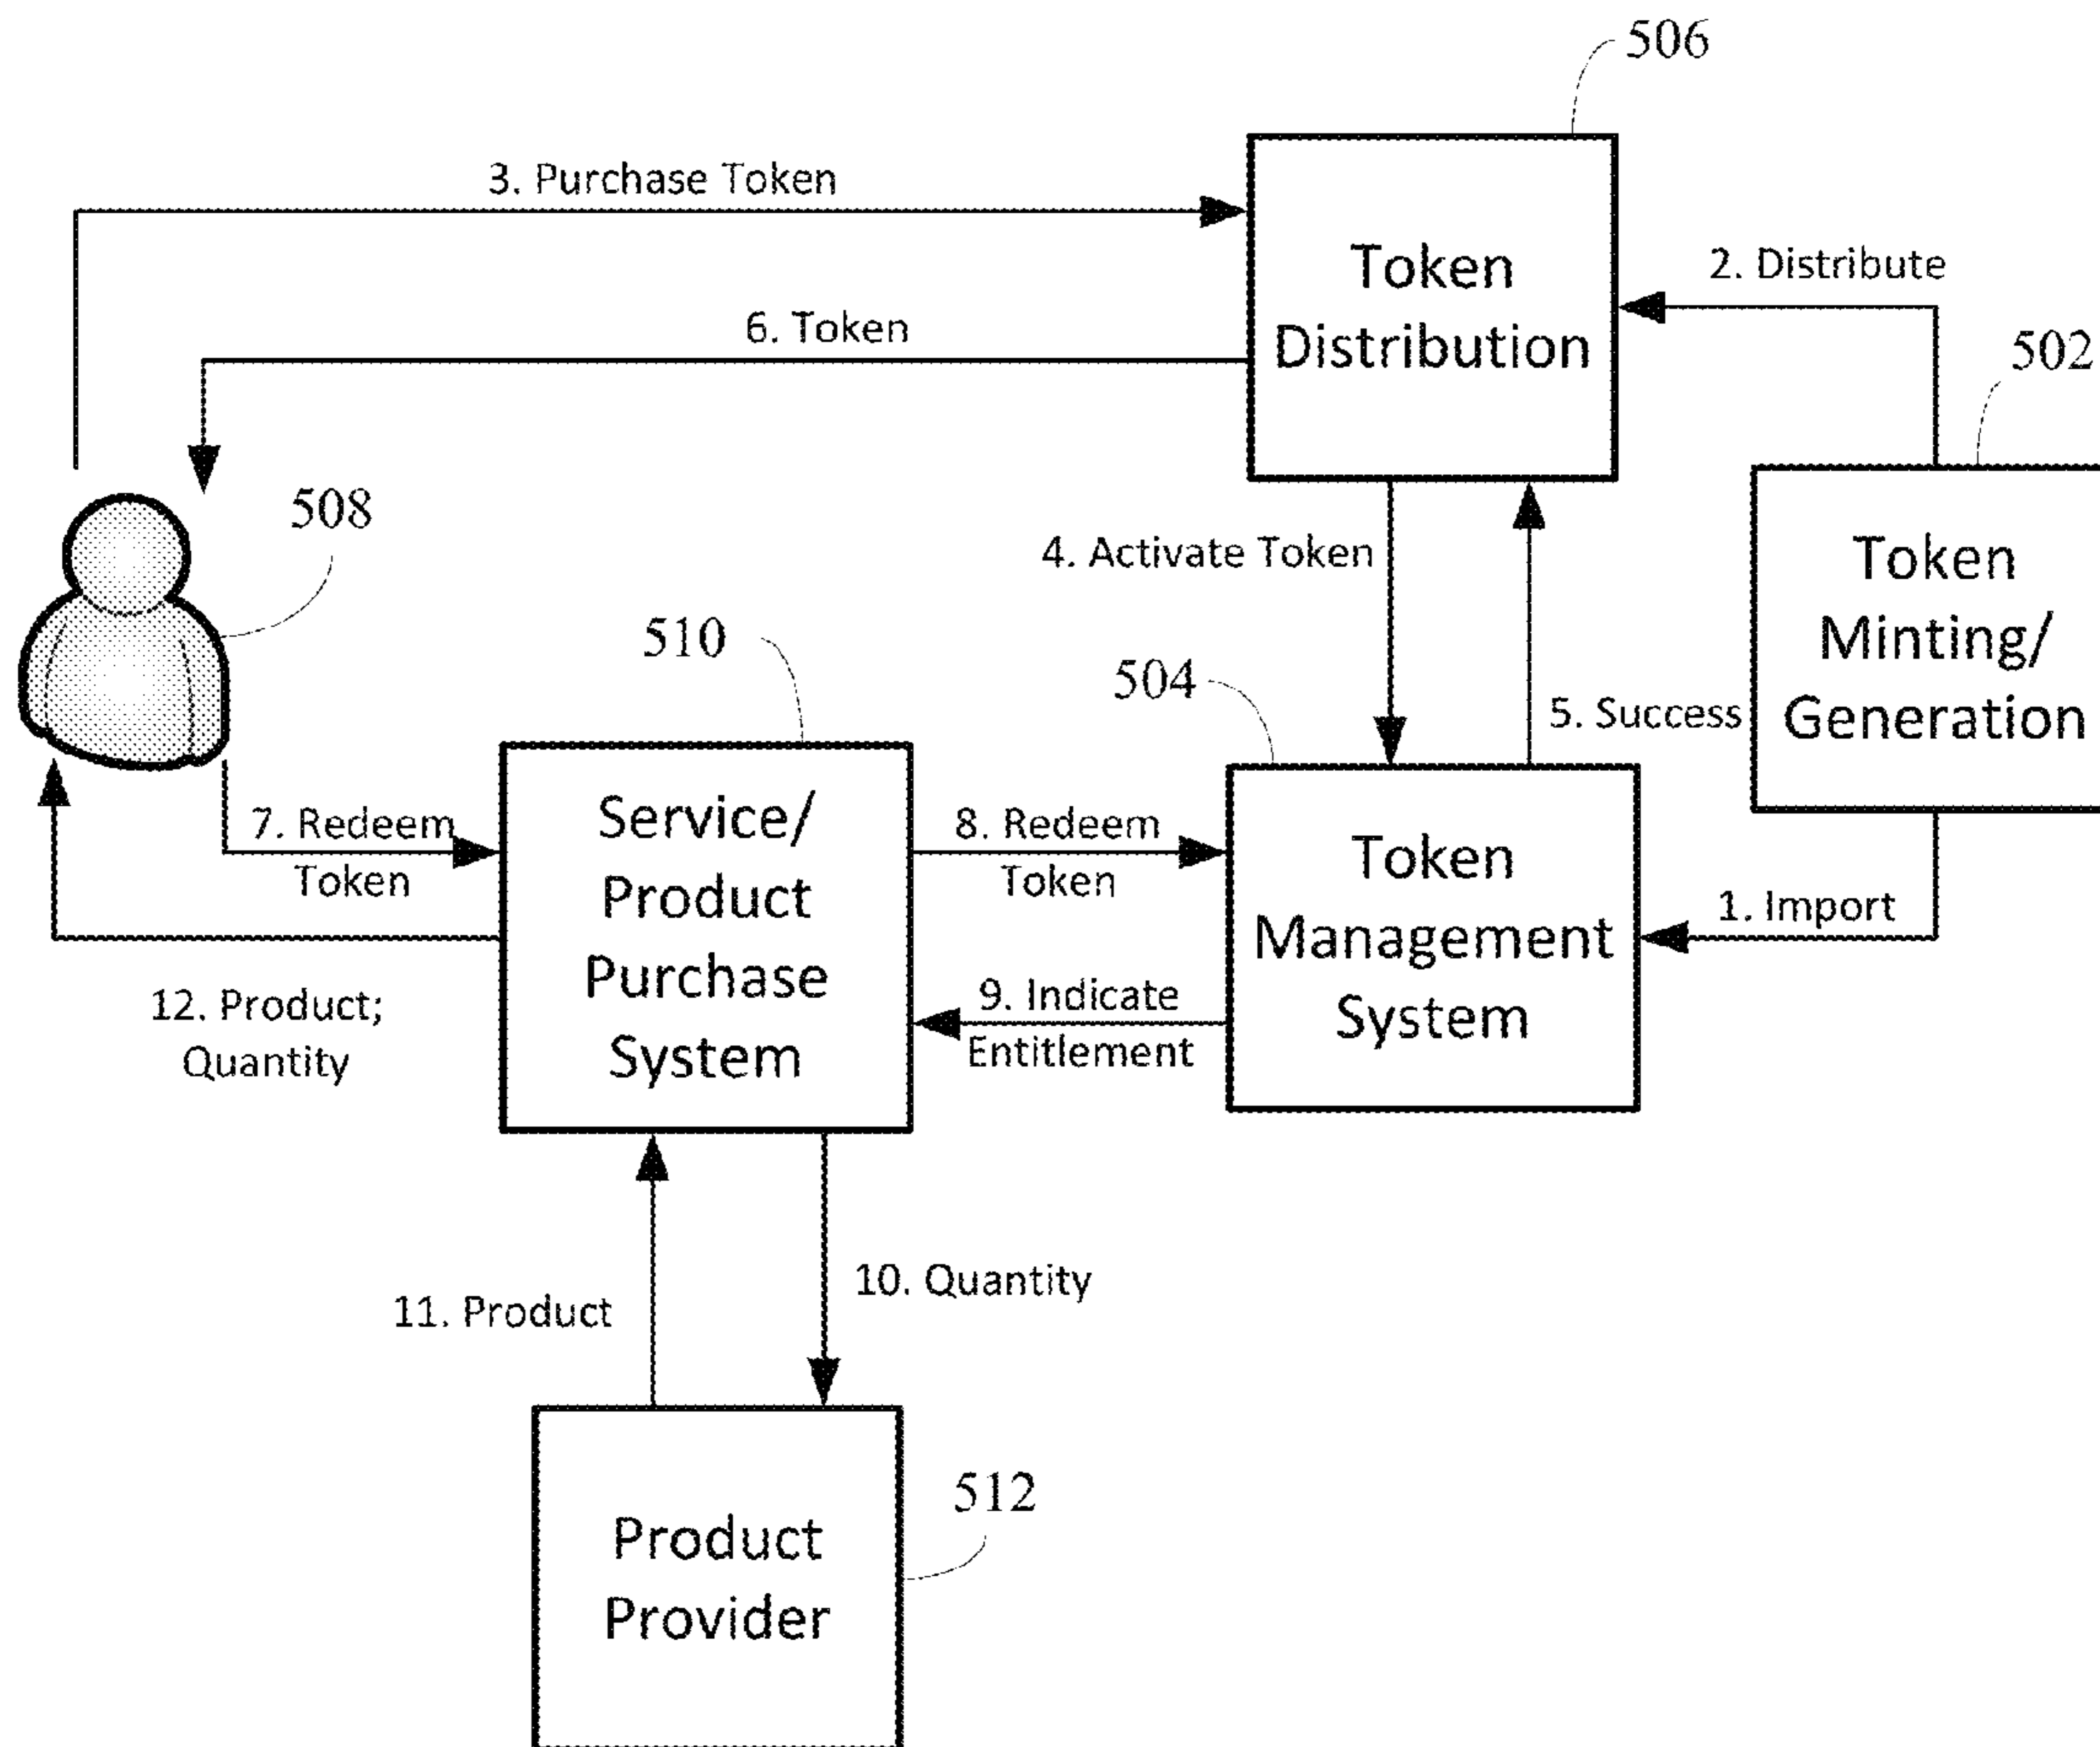 506
3. Purchase Token
Token
Distribution
2. Distribute
6. Token
502
508
4. Activate Token
Token
Minting/
Generation
510
504
5. Success
Service/
Product
Purchase
System
7. Redeem
Token
8. Redeem
Token
Token
Management
System
1. Import
12. Product;
Quantity
9. Indicate
Entitlement
10. Quantity
11. Product
512
Product
Provider